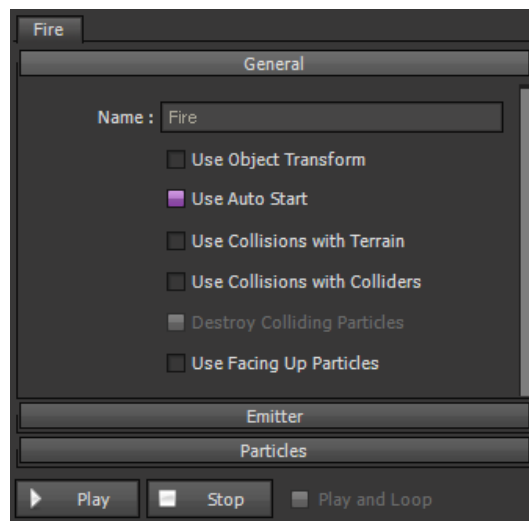 Fire
General
Name : Fire
Use Object Transform
Use Auto Start
Use Collisions with Terrain
Use Collisions with Colliders
Destroy Colliding Particles
Use Facing Up Particles
Emitter
Particles
Play Stop Play and Loop